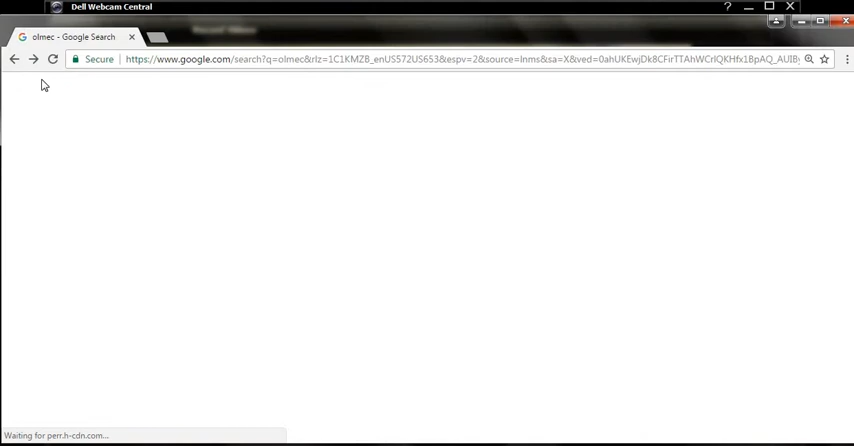 Dell Webcam Central
?
olmec - Google Search
Secure https://www.google.com/search?q=olmec&rlz=1C1KMZB_enUS572US653&espv=2&source=lnms&sa=X&ved=0ahUKEwjDk8CFirTTAhWCrIQKHfx1BpAQ_AUIBg
Waiting for perr.h-cdn.com...